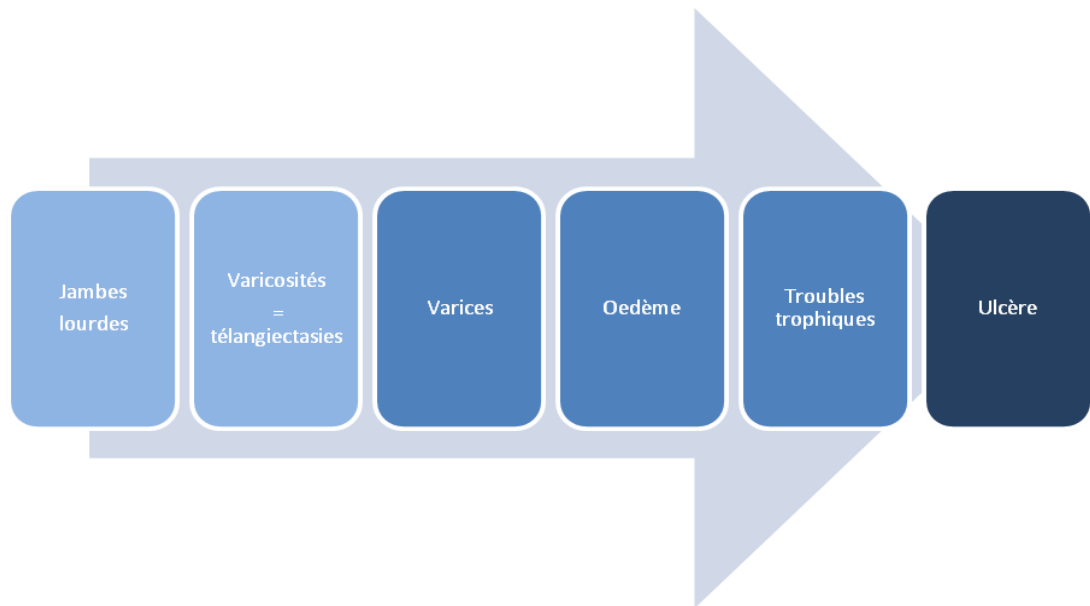 Jambes
lourdes
Varicosités
=
télangiectasies
Varices
Oedème
Troubles
trophiques
Ulcère